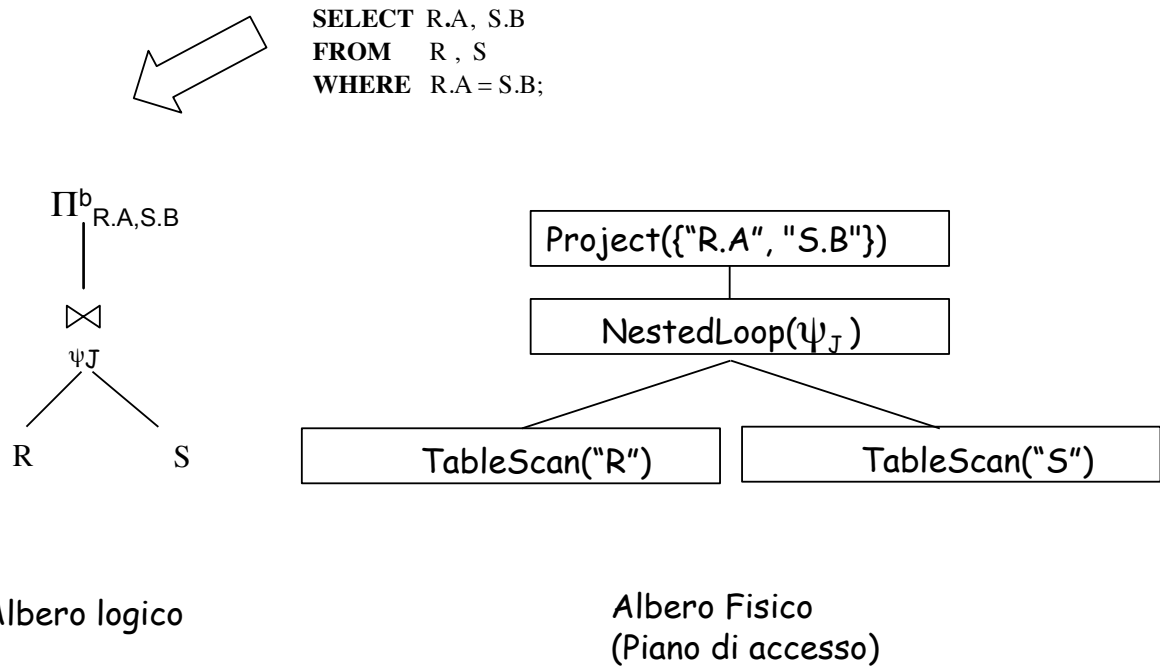 SELECT R.A, S.B
FROM R , S
WHERE R.A = S.B;
Πᵇ R.A,S.B
⋈
ψJ
R S
Project({“R.A”, "S.B"})
NestedLoop(ψJ )
TableScan(“R”) TableScan(“S”)
Albero logico
Albero Fisico
(Piano di accesso)